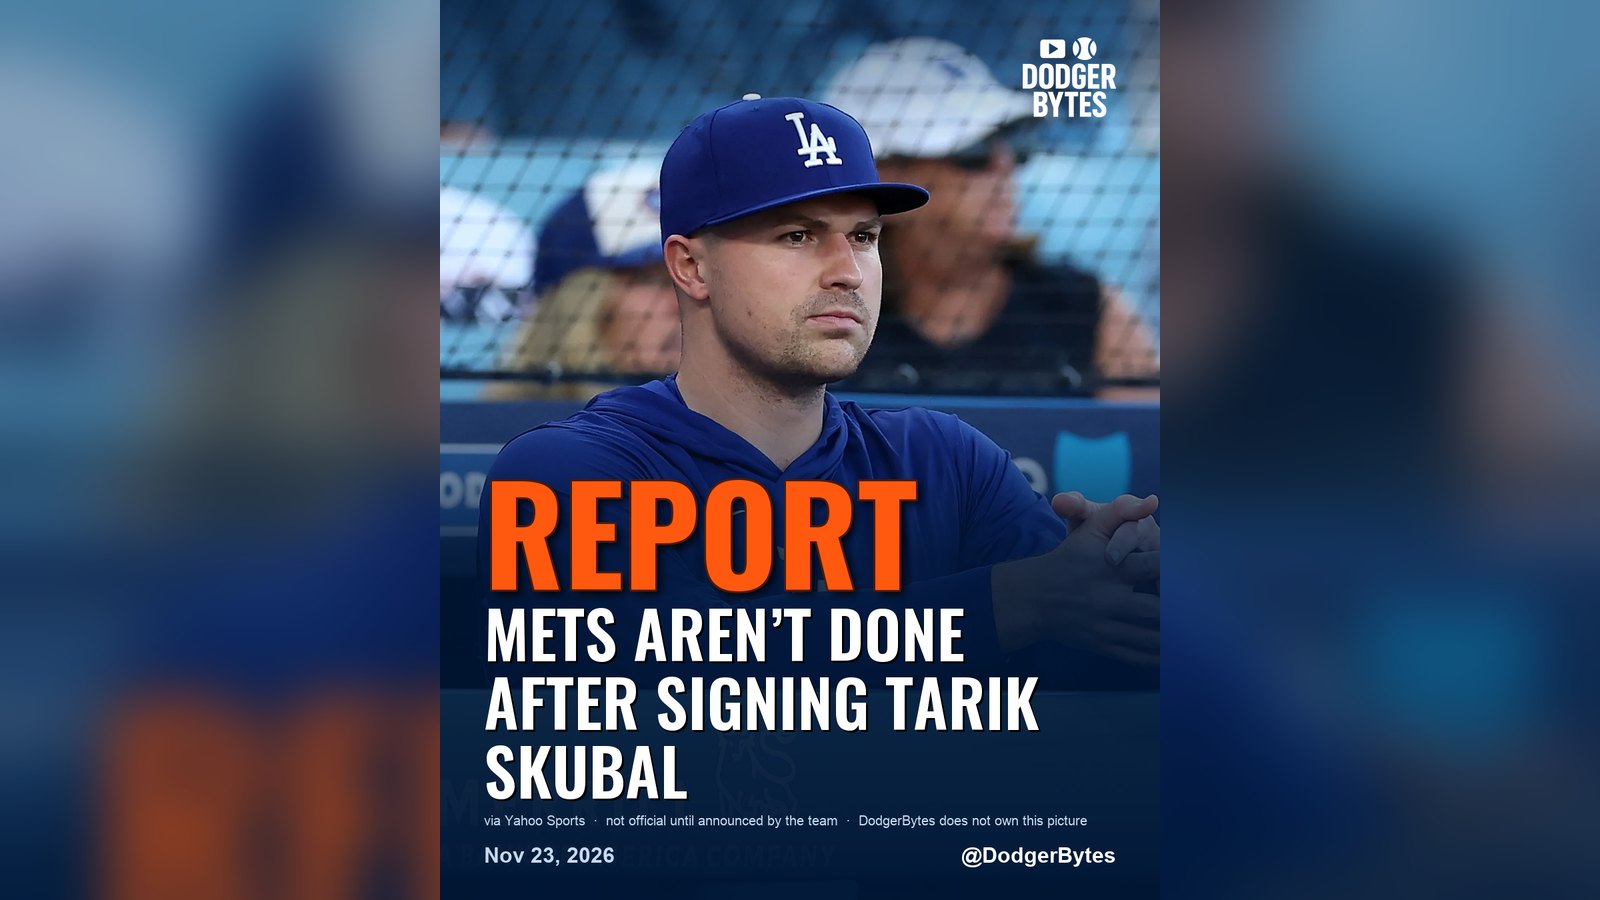 DODGER
BYTES
LA
REPORT
METS AREN’T DONE
AFTER SIGNING TARIK
SKUBAL
via Yahoo Sports · not official until announced by the team · DodgerBytes does not own this picture
Nov 23, 2026
@DodgerBytes